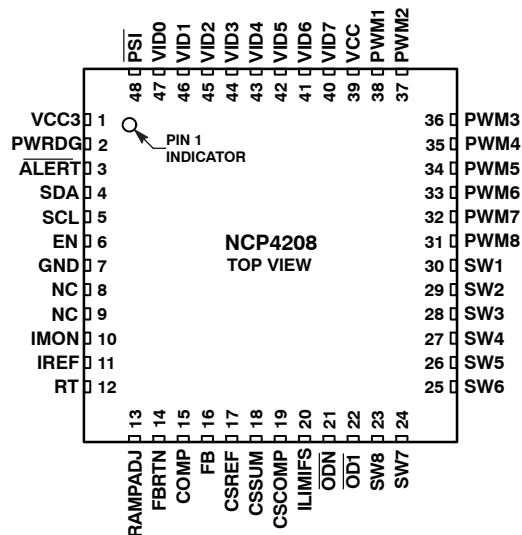 PSI
VID0
VID1
VID2
VID3
VID4
VID5
VID6
VID7
VCC
PWM1
PWM2
48
47
46
45
44
43
42
41
40
39
38
37
VCC3 1
PWRDG 2
ALERT 3
SDA 4
SCL 5
EN 6
GND 7
NC 8
NC 9
IMON 10
IREF 11
RT 12
PIN 1
INDICATOR
NCP4208
TOP VIEW
36 PWM3
35 PWM4
34 PWM5
33 PWM6
32 PWM7
31 PWM8
30 SW1
29 SW2
28 SW3
27 SW4
26 SW5
25 SW6
13
14
15
16
17
18
19
20
21
22
23
24
RAMPADJ
FBRTN
COMP
FB
CSREF
CSSUM
CSCOMP
ILIMIFS
ODN
OD1
SW8
SW7